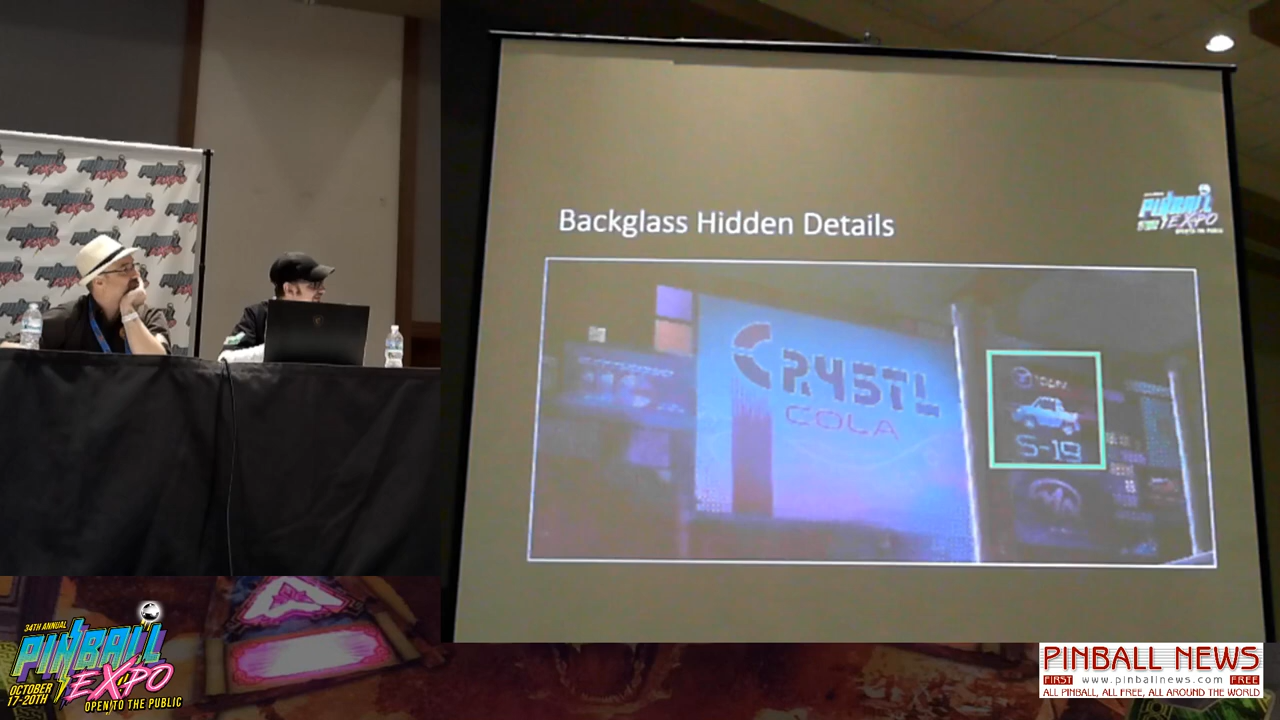 Backglass Hidden Details
PINBALL
EXPO
CRYSTL
COLA
S-19
34TH ANNUAL
PINBALL
EXPO
OCTOBER
17-20TH
OPEN TO THE PUBLIC
PINBALL NEWS
FIRST www.pinballnews.com FREE
ALL PINBALL, ALL FREE, ALL AROUND THE WORLD